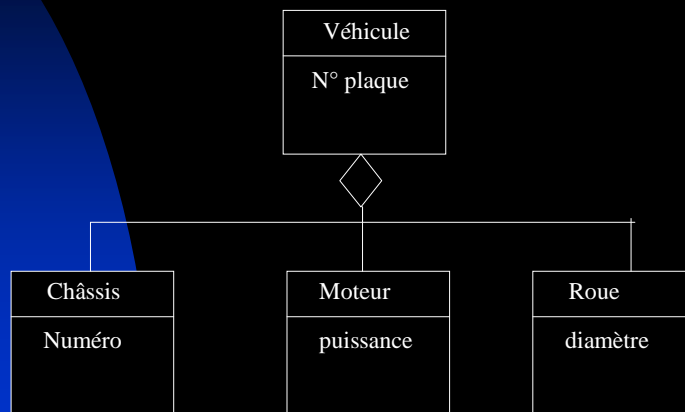 Véhicule
N° plaque
Châssis
Numéro
Moteur
puissance
Roue
diamètre